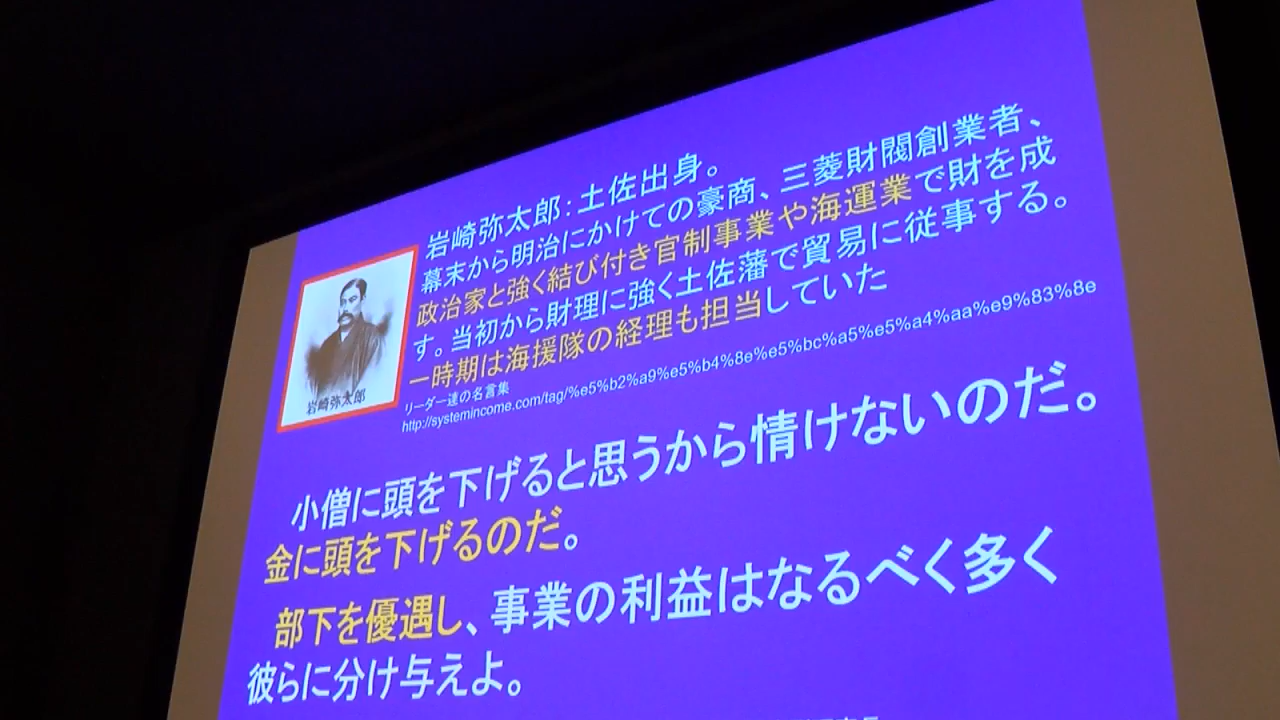 岩崎弥太郎：土佐出身。
幕末から明治にかけての豪商、三菱財閥創業者、
政治家と強く結び付き官制事業や海運業で財を成
す。当初から財理に強く土佐藩で貿易に従事する。
一時期は海援隊の経理も担当していた
リーダー達の名言集
http://systemincome.com/tag/%e5%b2%a9%e5%b4%8e%e5%bc%a5%e5%a4%aa%e9%83%8e
岩崎弥太郎
小僧に頭を下げると思うから情けないのだ。
金に頭を下げるのだ。
部下を優遇し、事業の利益はなるべく多く
彼らに分け与えよ。